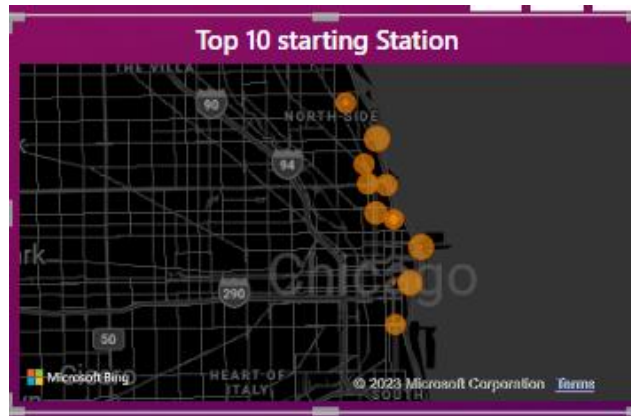 Top 10 starting Station
THE VILLA
90
NORTH SIDE
94
Chicago
290
50
Microsoft Bing
HEART OF
ITALY
© 2023 Microsoft Corporation Terms
SOUTH